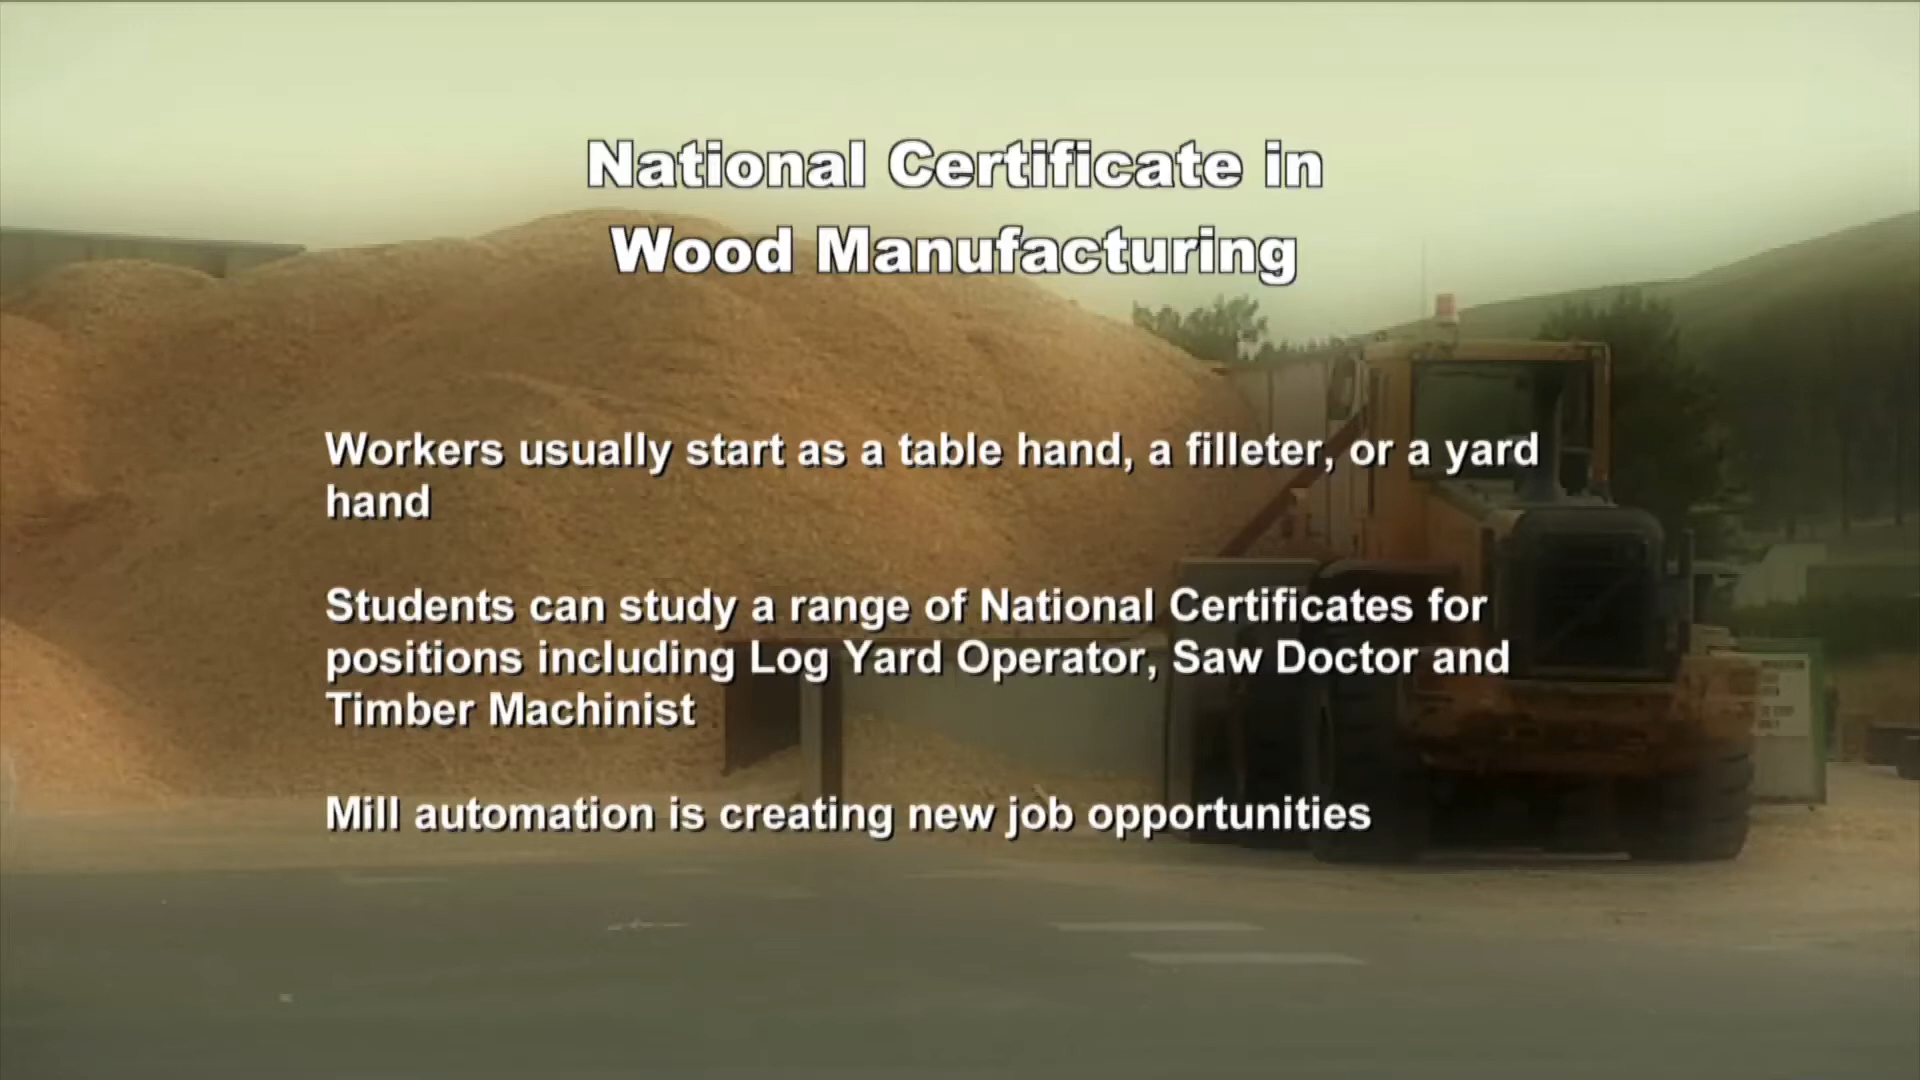 National Certificate in
Wood Manufacturing
Workers usually start as a table hand, a filleter, or a yard
hand
Students can study a range of National Certificates for
positions including Log Yard Operator, Saw Doctor and
Timber Machinist
Mill automation is creating new job opportunities